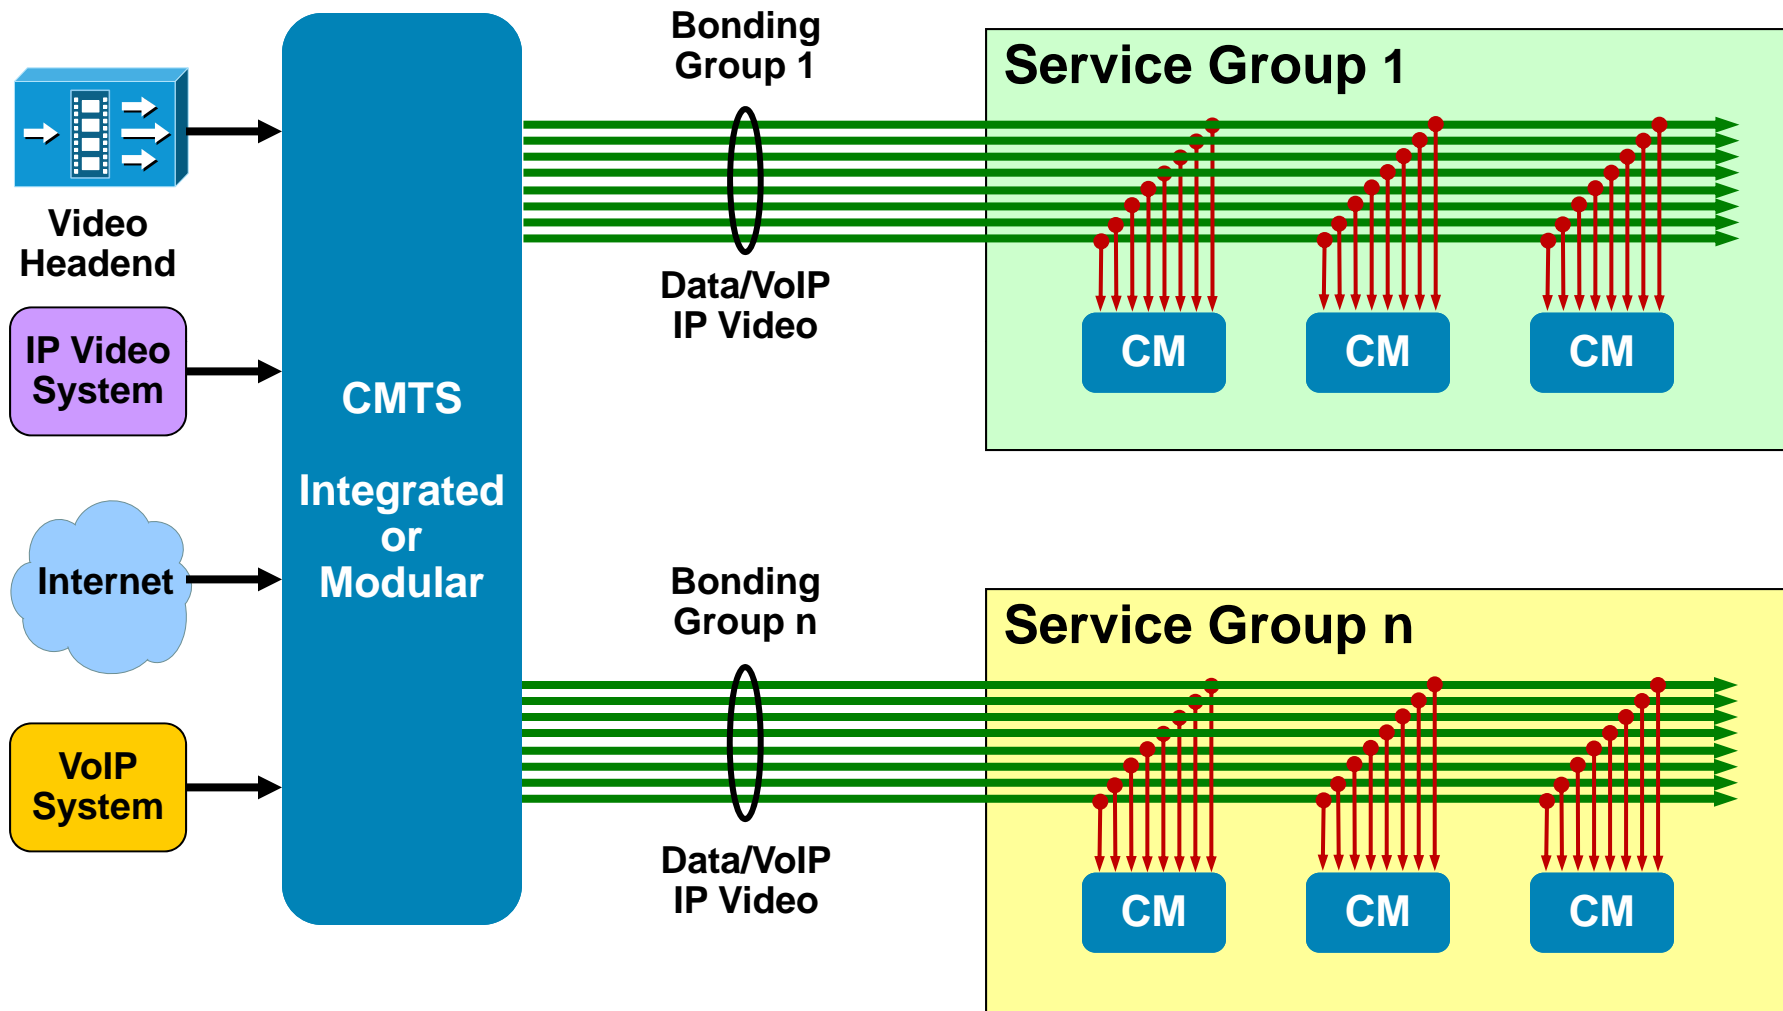 Video
Headend
IP Video
System
Internet
VoIP
System
CMTS
Integrated
or
Modular
Bonding
Group 1
Data/VoIP
IP Video
Service Group 1
CM
CM
CM
Bonding
Group n
Data/VoIP
IP Video
Service Group n
CM
CM
CM